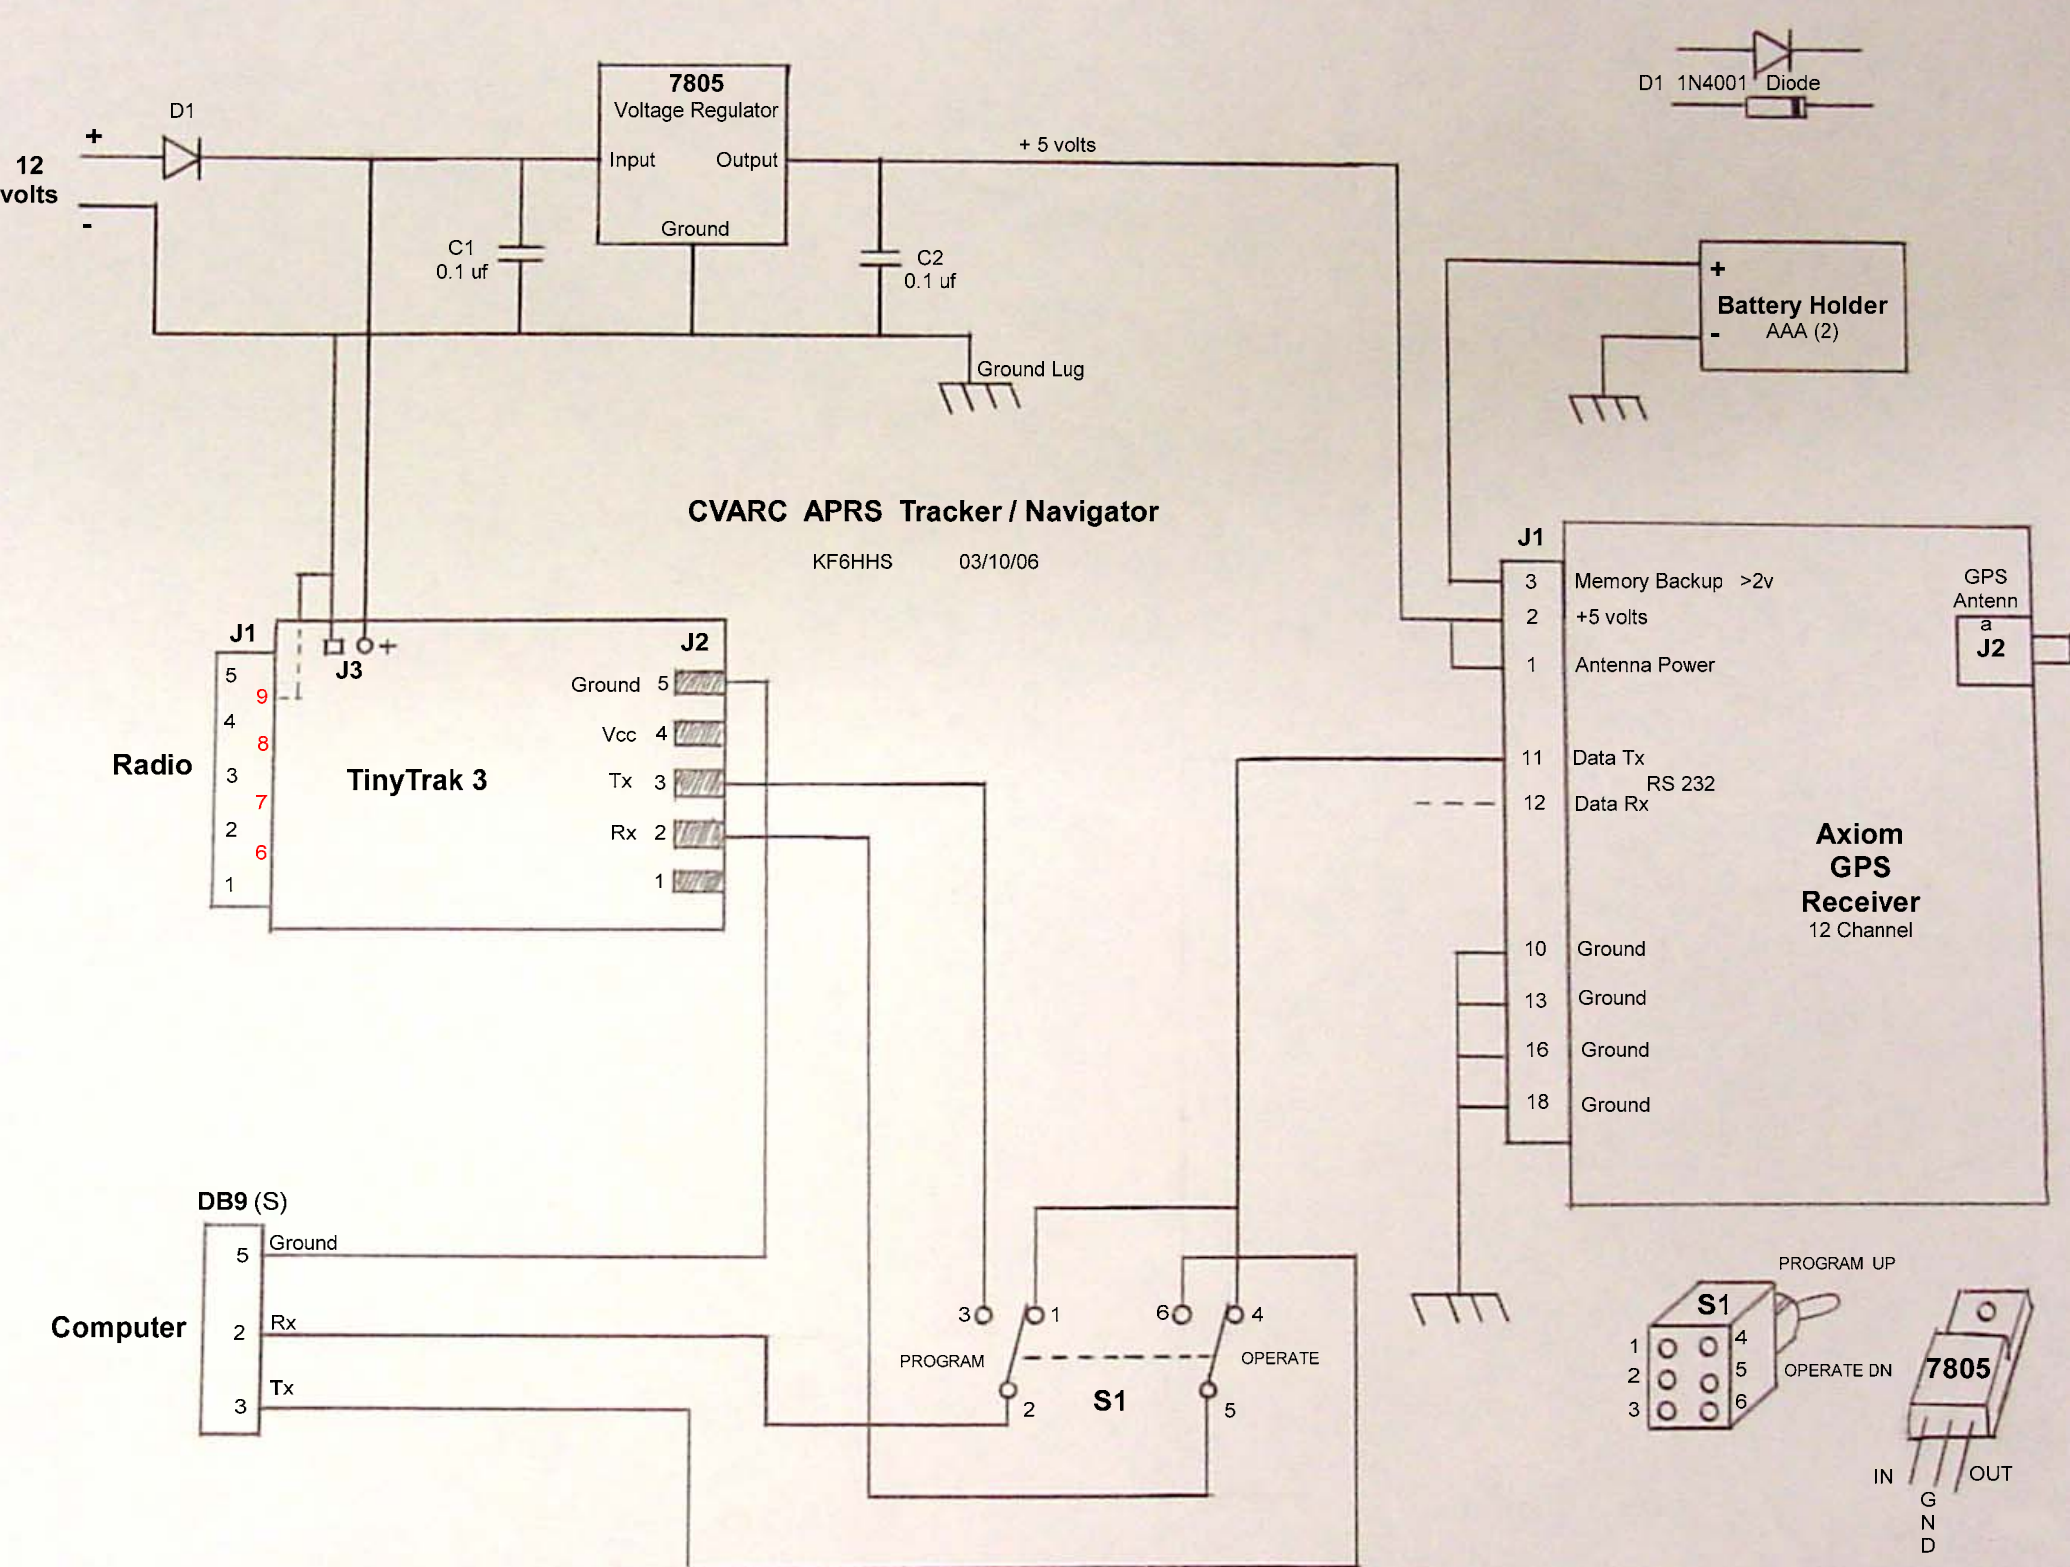 D1 1N4001 Diode
D1
+
12
volts
-
7805
Voltage Regulator
Input Output
Ground
+ 5 volts
C1
0.1 uf
C2
0.1 uf
Ground Lug
+
Battery Holder
- AAA (2)
CVARC APRS Tracker / Navigator
KF6HHS 03/10/06
J1
3 Memory Backup >2v
2 +5 volts
1 Antenna Power
GPS
Antenn
a
J2
11 Data Tx
RS 232
12 Data Rx
Axiom
GPS
Receiver
12 Channel
10 Ground
13 Ground
16 Ground
18 Ground
J1
J3
+
J2
5
9
4
8
3
7
2
6
1
Radio
TinyTrak 3
Ground 5
Vcc 4
Tx 3
Rx 2
1
DB9 (S)
5 Ground
Computer
2 Rx
3 Tx
3 1 6 4
PROGRAM OPERATE
2 S1 5
PROGRAM UP
S1
1 4
2 5
3 6
OPERATE DN
7805
IN OUT
G
N
D